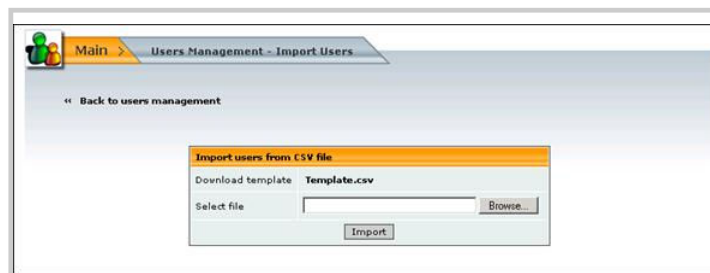 Main > Users Management - Import Users
‹‹ Back to users management
Import users from CSV file
Download template Template.csv
Select file Browse...
Import